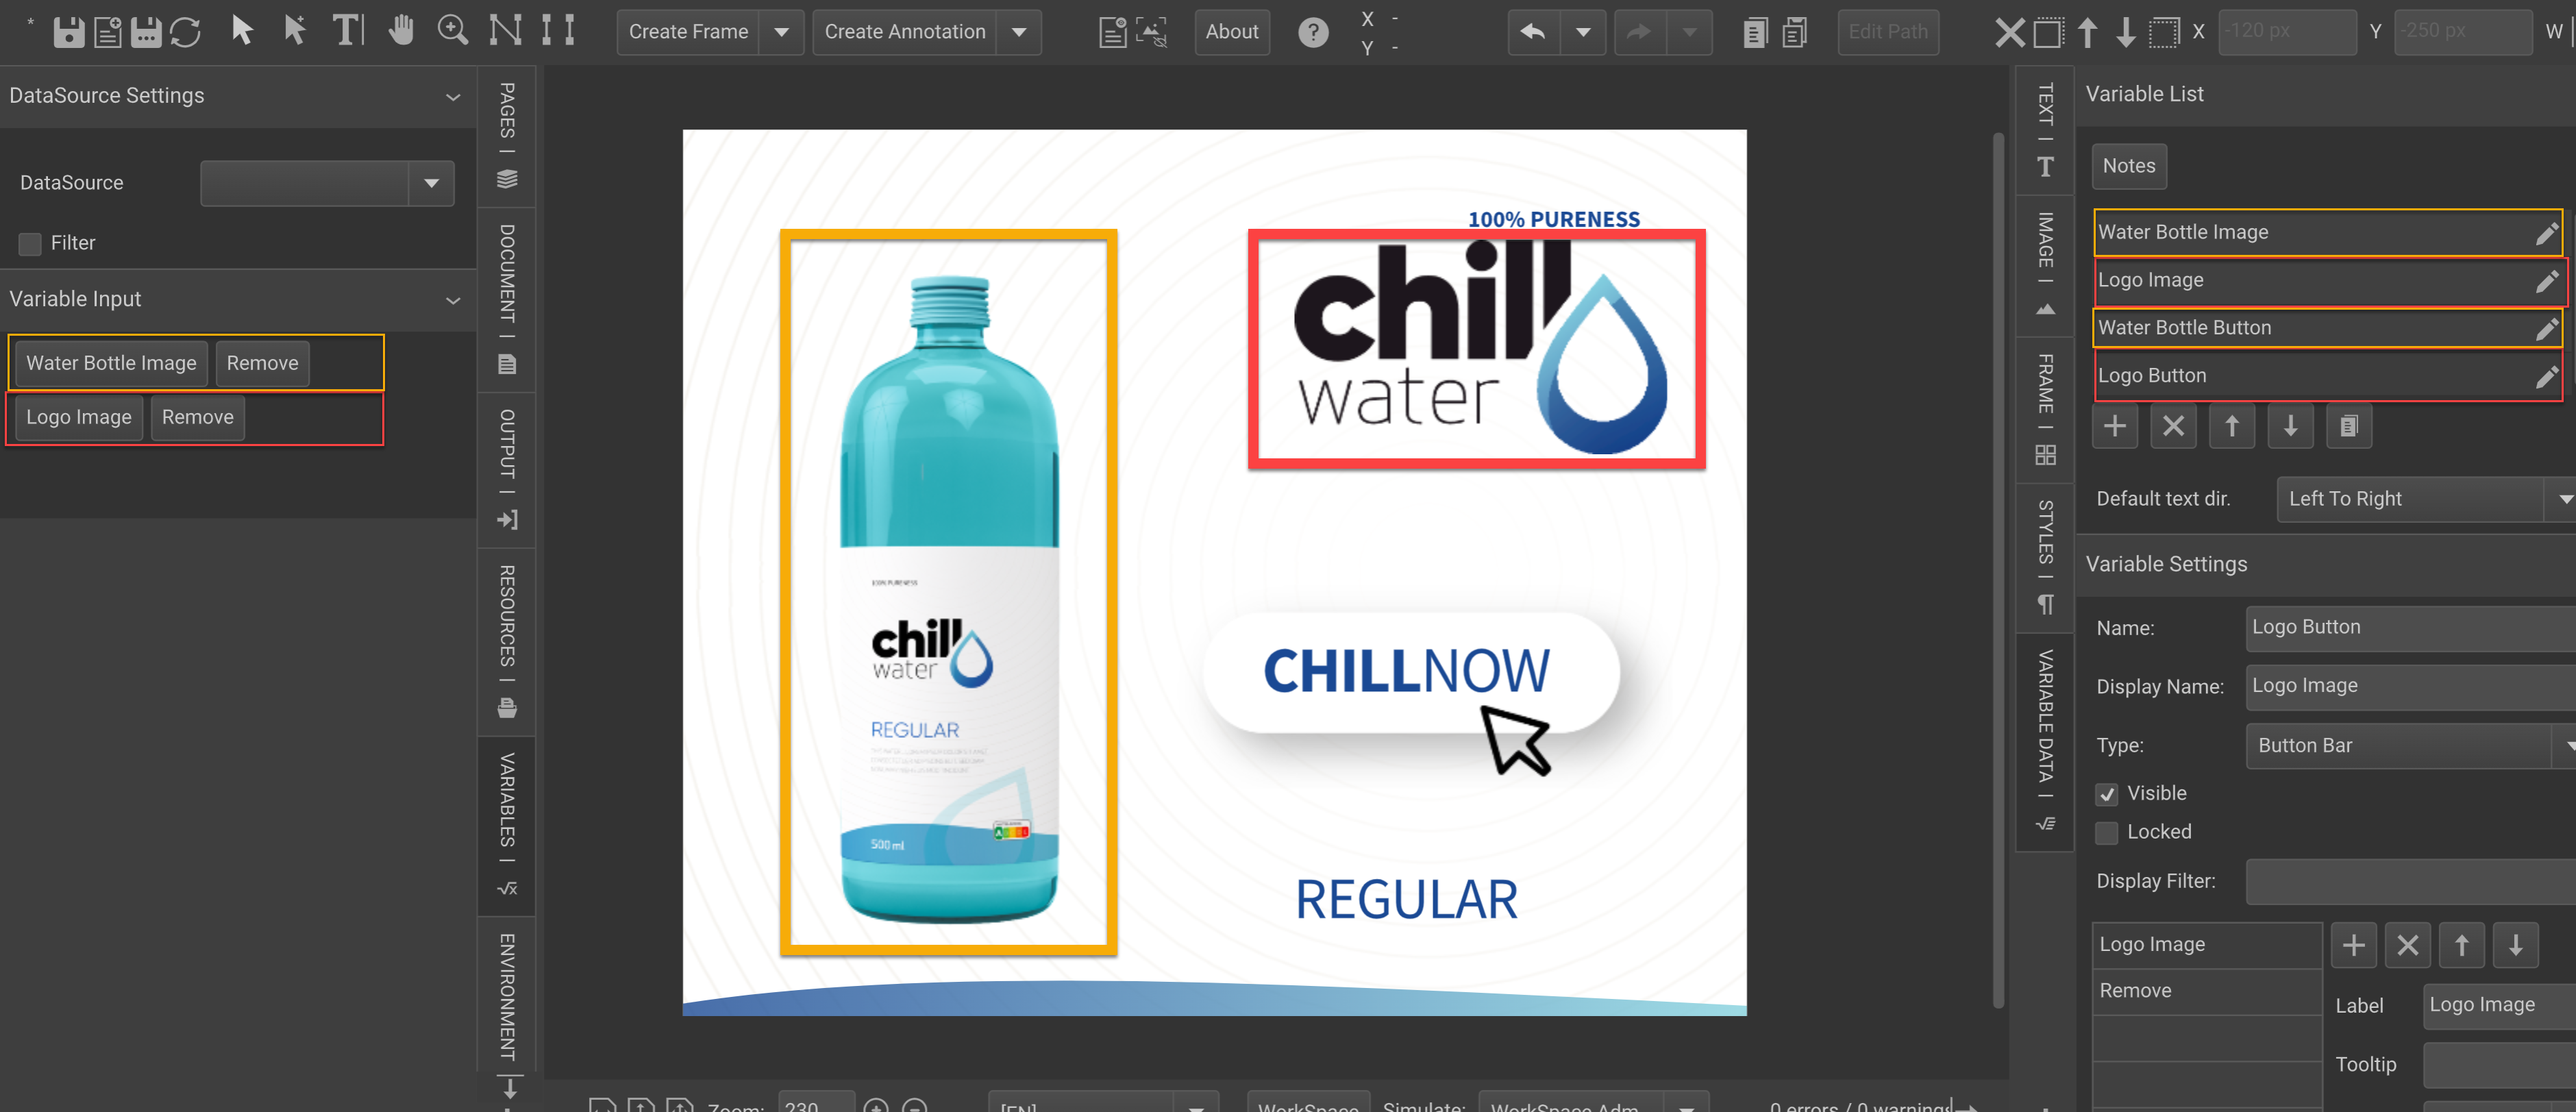 Create Frame
Create Annotation
About
?
X -
Y -
Edit Path
X
-120 px
Y
-250 px
W
DataSource Settings
DataSource
Filter
Variable Input
Water Bottle Image
Remove
Logo Image
Remove
PAGES
DOCUMENT
OUTPUT
RESOURCES
VARIABLES
ENVIRONMENT
100% PURENESS
chill
water
100% PURENESS
chill
water
REGULAR
500 ml
CHILLNOW
REGULAR
Zoom:
230
[EN]
WorkSpace
Simulate:
WorkSpace Adm
0 errors / 0 warnings
TEXT
IMAGE
FRAME
STYLES
VARIABLE DATA
Variable List
Notes
Water Bottle Image
Logo Image
Water Bottle Button
Logo Button
Default text dir.
Left To Right
Variable Settings
Name:
Logo Button
Display Name:
Logo Image
Type:
Button Bar
Visible
Locked
Display Filter:
Logo Image
Remove
Label
Logo Image
Tooltip